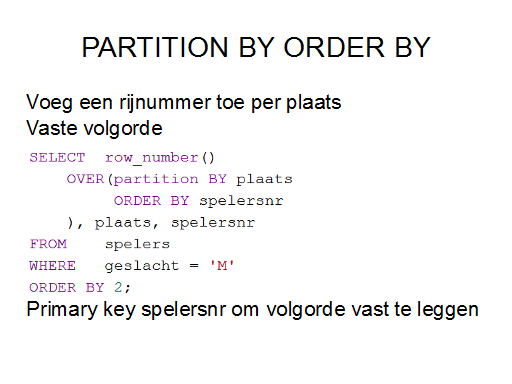 PARTITION BY ORDER BY
Voeg een rijnummer toe per plaats
Vaste volgorde
SELECT  row_number()
    OVER(partition BY plaats
         ORDER BY spelersnr
    ), plaats, spelersnr
FROM    spelers
WHERE   geslacht = 'M'
ORDER BY 2;
Primary key spelersnr om volgorde vast te leggen